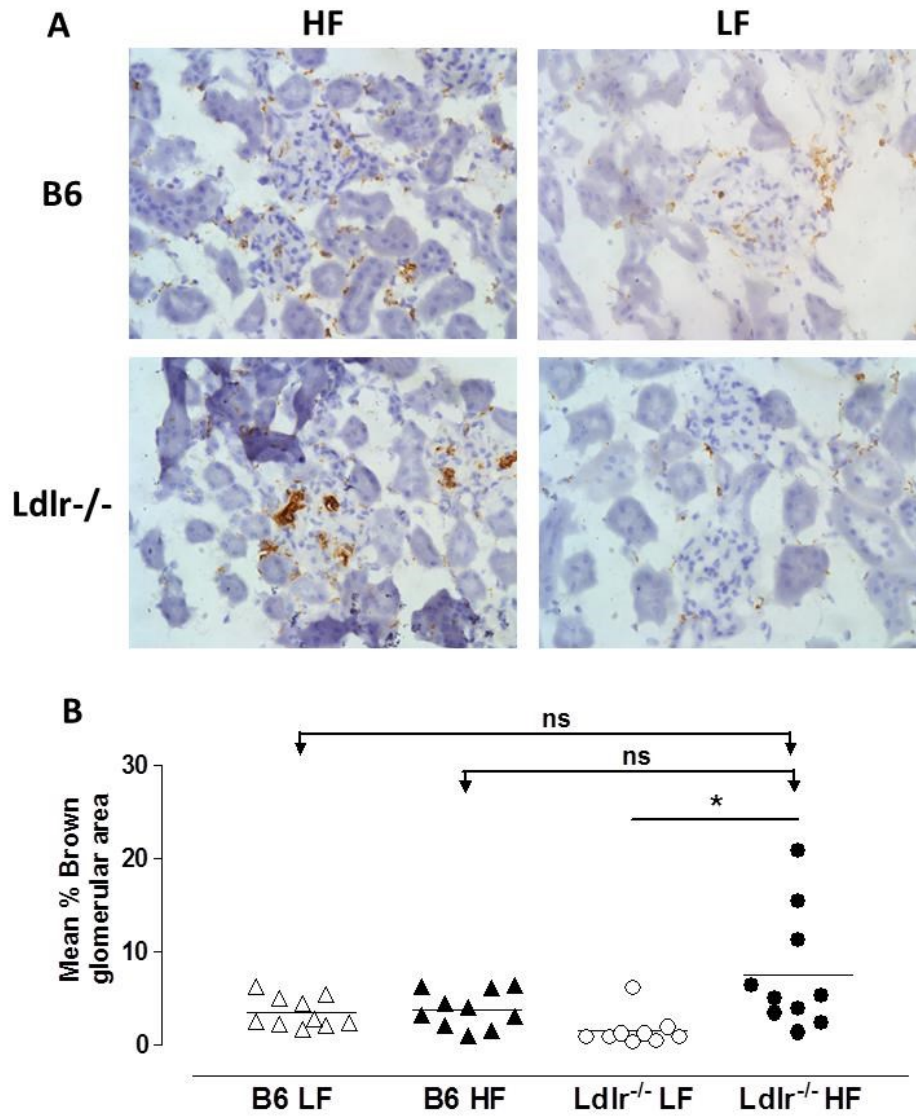 A HF LF
B6
Ldlr-/-
B
ns
ns
*
30
20
10
0
Mean % Brown
glomerular area
B6 LF B6 HF Ldlr-/- LF Ldlr-/- HF